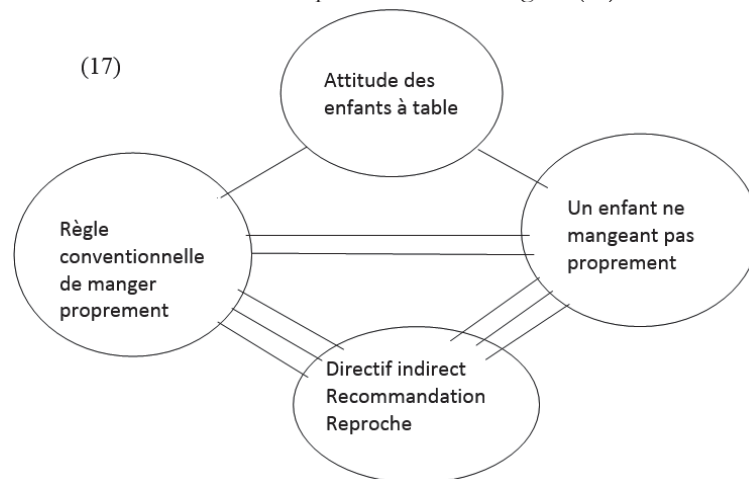 (17)
Attitude des
enfants à table
Règle
conventionnelle
de manger
proprement
Un enfant ne
mangeant pas
proprement
Directif indirect
Recommandation
Reproche